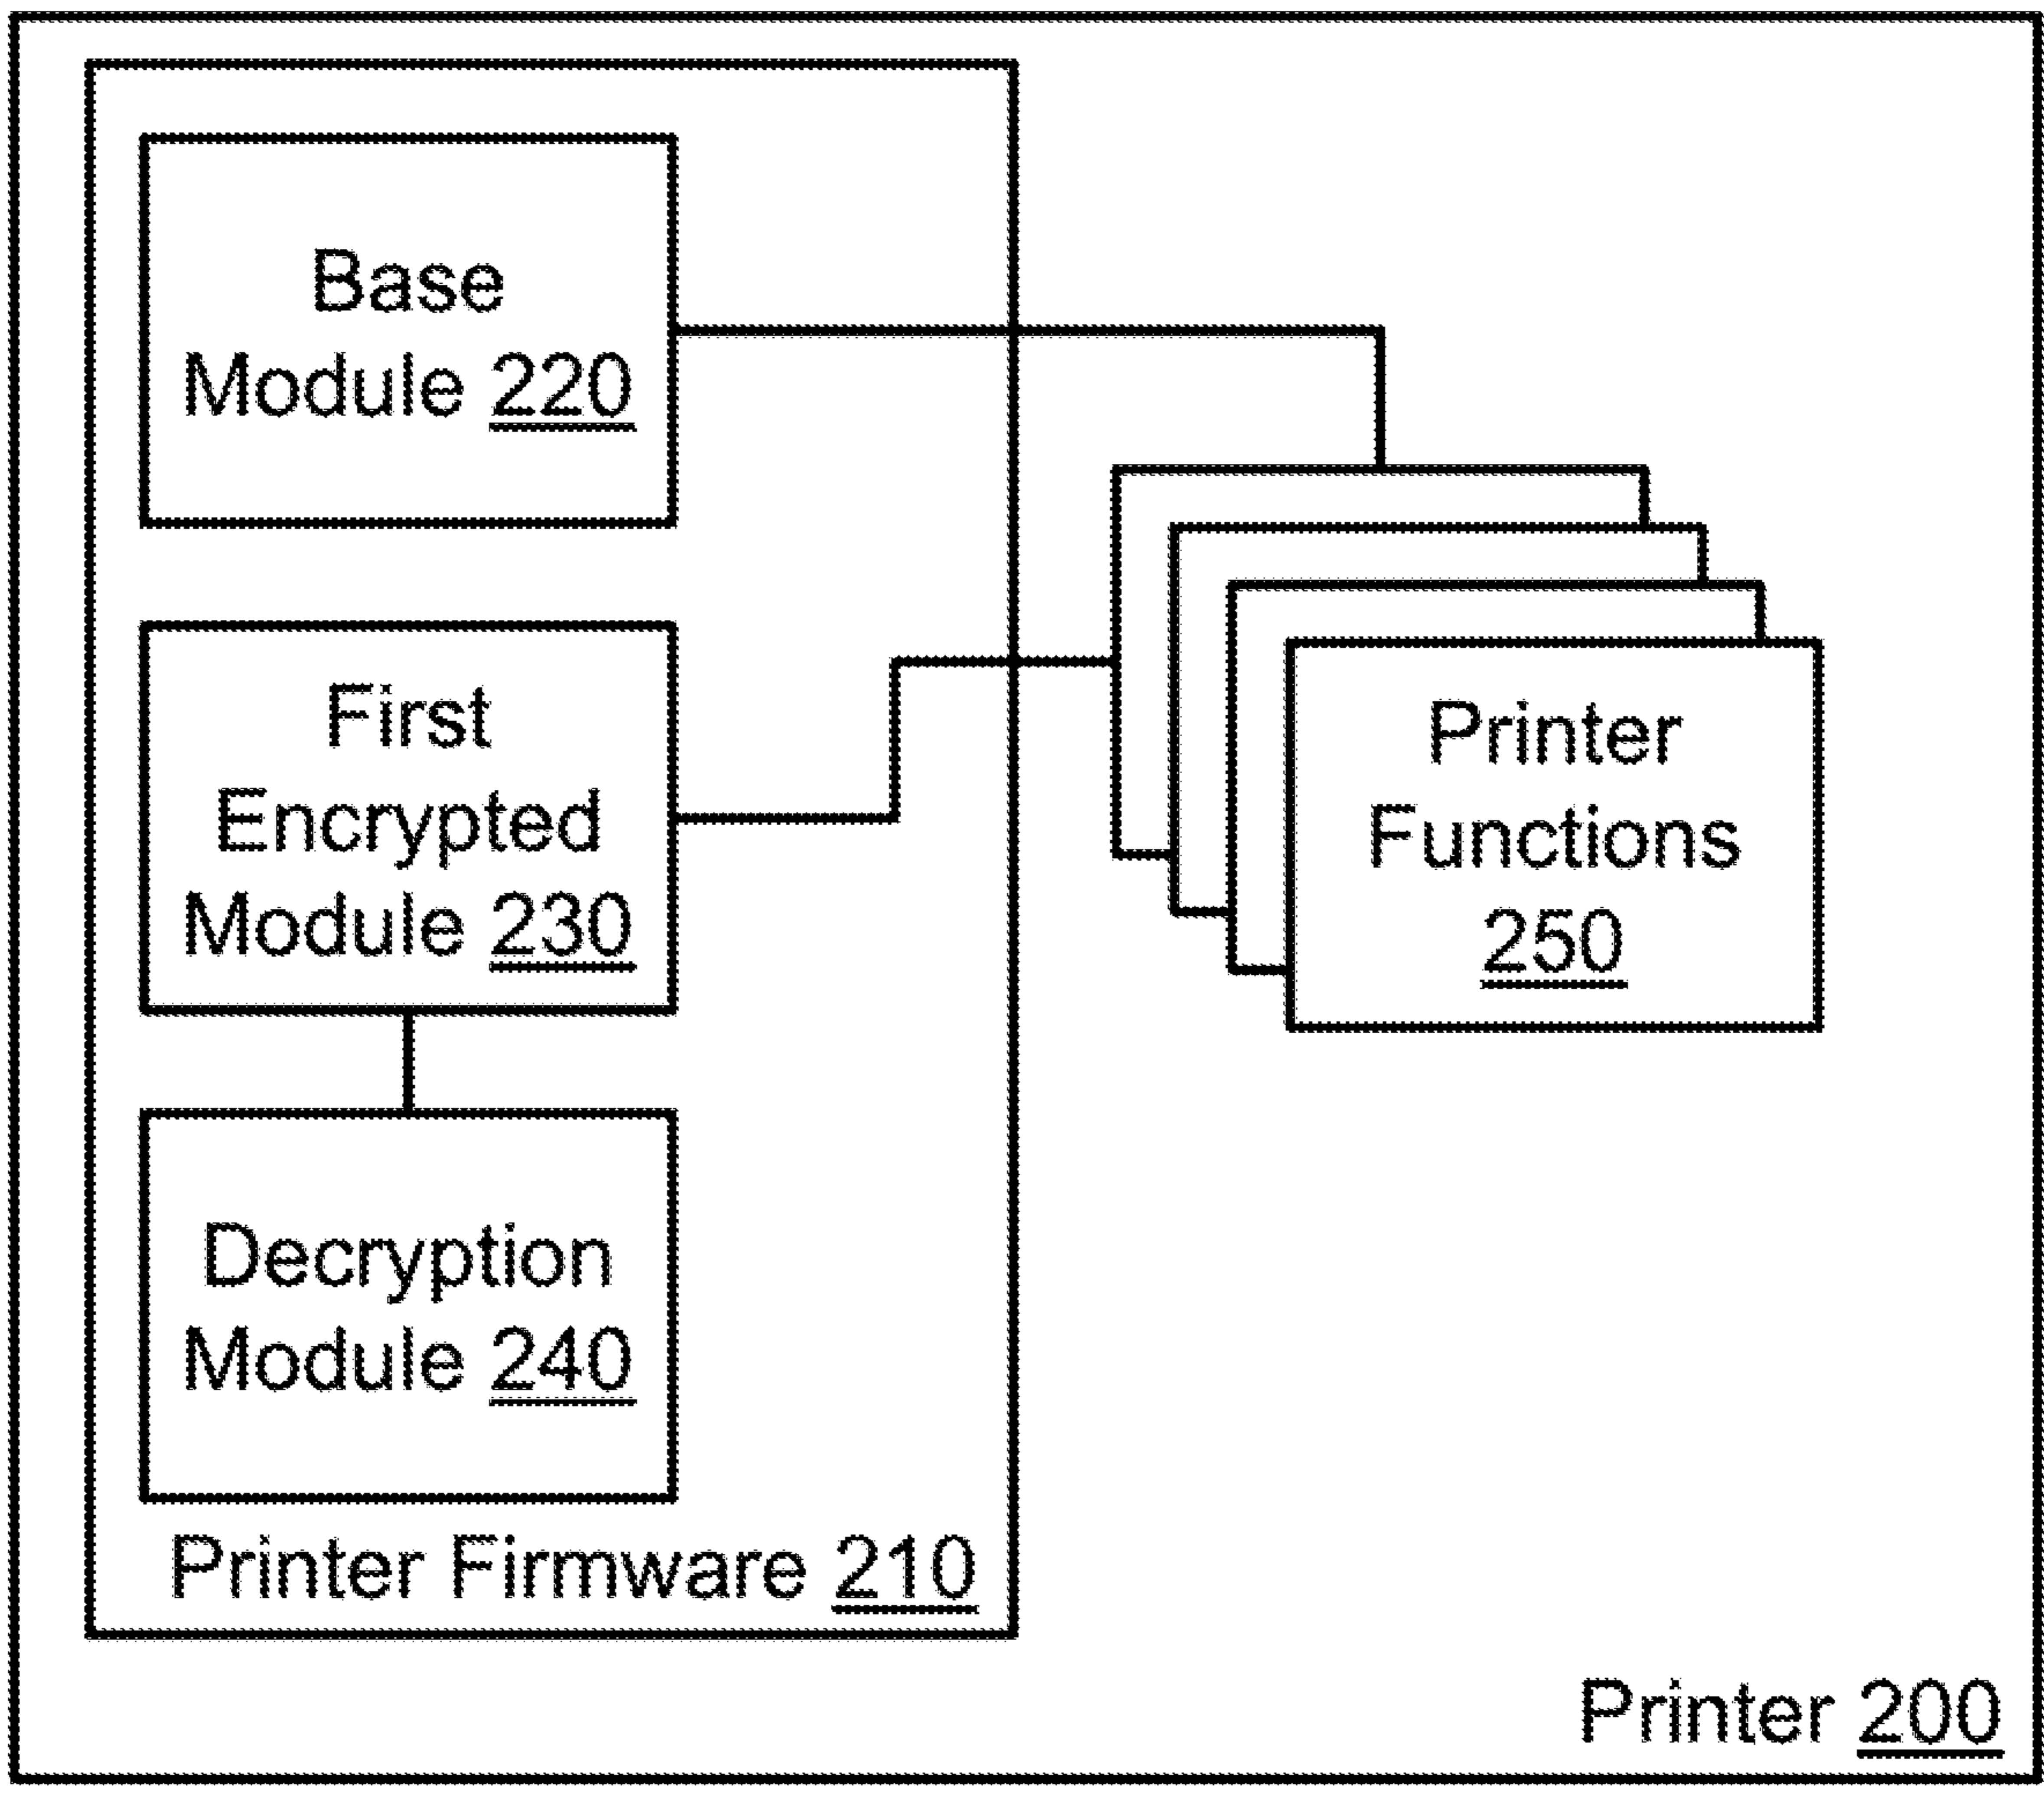 Base
Module 220
First
Encrypted
Module 230
Decryption
Module 240
Printer Firmware 210
Printer
Functions
250
Printer 200